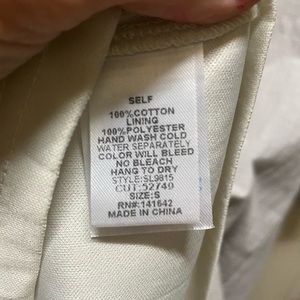 SELF
100%COTTON
LINING
100%POLYESTER
HAND WASH COLD
WATER SEPARATELY
COLOR WILL BLEED
NO BLEACH
HANG TO DRY
STYLE:SL9815
CUT:52740
SIZE:S
RN#:141642
MADE IN CHINA